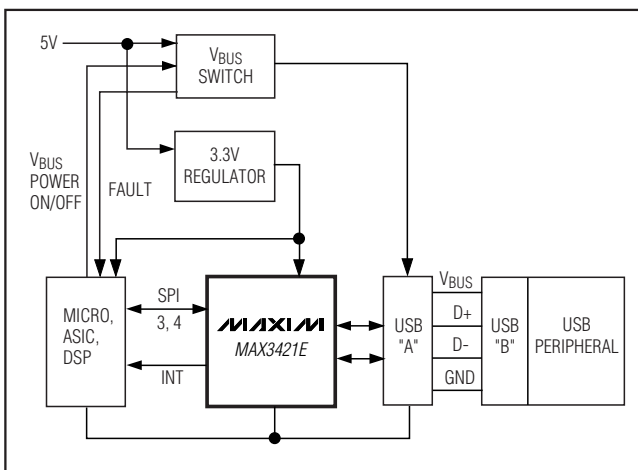 5V
VBUS
SWITCH
3.3V
REGULATOR
VBUS
POWER
ON/OFF
FAULT
MICRO,
ASIC,
DSP
SPI
3, 4
INT
MAXIM
MAX3421E
USB
"A"
VBUS
D+
D-
GND
USB
"B"
USB
PERIPHERAL